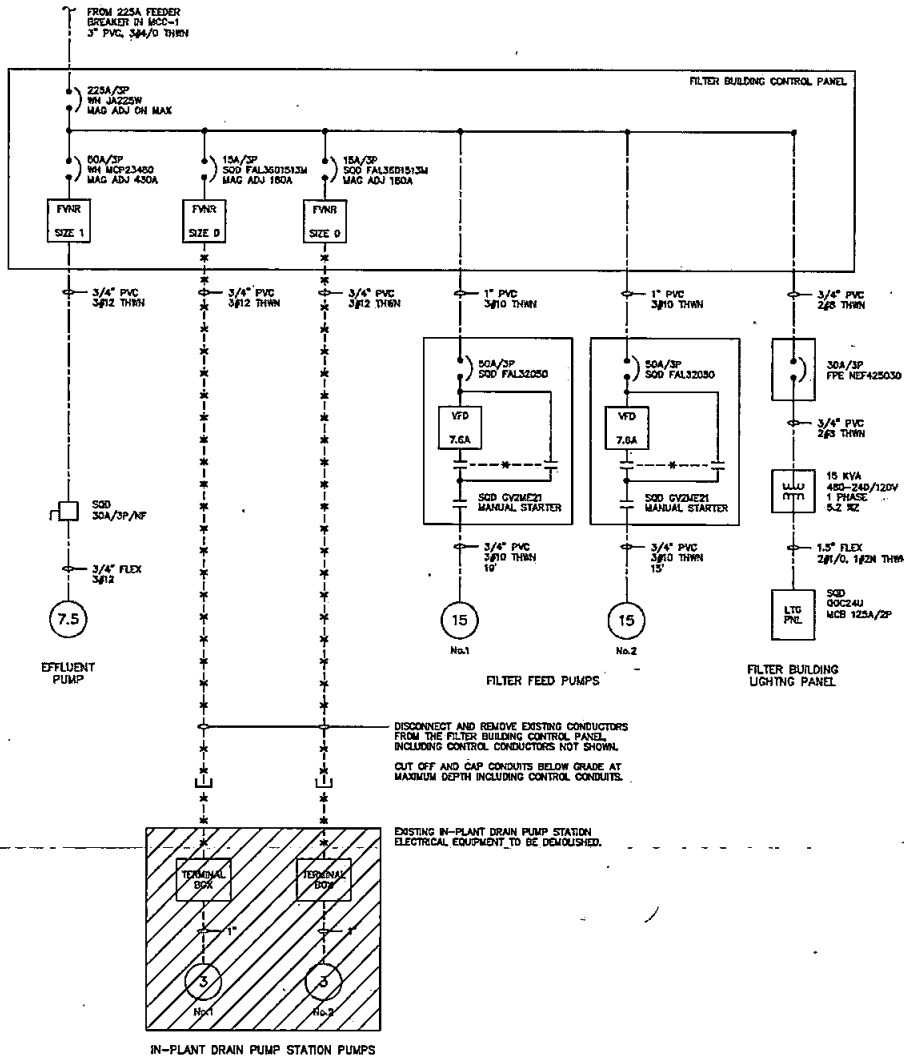 FROM 225A FEEDER
BREAKER IN MCC-1
3" PVC, 3#4/0 THWN
FILTER BUILDING CONTROL PANEL
225A/3P
WH JA225W
MAG ADJ ON MAX
WH MCP23480
MAG ADJ 430A
15A/3P
SQD FAL3601513M
MAG ADJ 160A
15A/3P
SQD FAL3601513M
MAG ADJ 160A
FVNR
SIZE 1
FVNR
SIZE 0
FVNR
SIZE 0
3/4" PVC
3#12 THWN
3/4" PVC
3#12 THWN
3/4" PVC
3#12 THWN
1" PVC
3#10 THWN
1" PVC
3#10 THWN
3/4" PVC
50A/3P
SQD FAL32050
50A/3P
SQD FAL32050
30A/3P
FPE NEF425030
VFD
7.6A
VFD
7.6A
3/4" PVC
THWN
15 KVA
480-240/120V
1 PHASE
5.2 %Z
SQD GV2ME21
MANUAL STARTER
SQD GV2ME21
MANUAL STARTER
SQD
30A/3P/NF
3/4" PVC
3#10 THWN
10'
3/4" PVC
3#10 THWN
15'
1.5" FLEX
2#1/0, 1#2N THWN
3/4" FLEX
3#12
SQD
QOC24U
MCB 125A/2P
LTG
PNL
7.5
15
15
No.1
No.2
EFFLUENT
PUMP
FILTER FEED PUMPS
FILTER BUILDING
LIGHTNG PANEL
DISCONNECT AND REMOVE EXISTING CONDUCTORS
FROM THE FILTER BUILDING CONTROL PANEL,
INCLUDING CONTROL CONDUCTORS NOT SHOWN.
CUT OFF AND CAP CONDUITS BELOW GRADE AT
MAXIMUM DEPTH INCLUDING CONTROL CONDUITS.
EXISTING IN-PLANT DRAIN PUMP STATION
ELECTRICAL EQUIPMENT TO BE DEMOLISHED.
TERMINAL
BOX
TERMINAL
BOX
1"
1"
3
3
No.1
No.2
IN-PLANT DRAIN PUMP STATION PUMPS